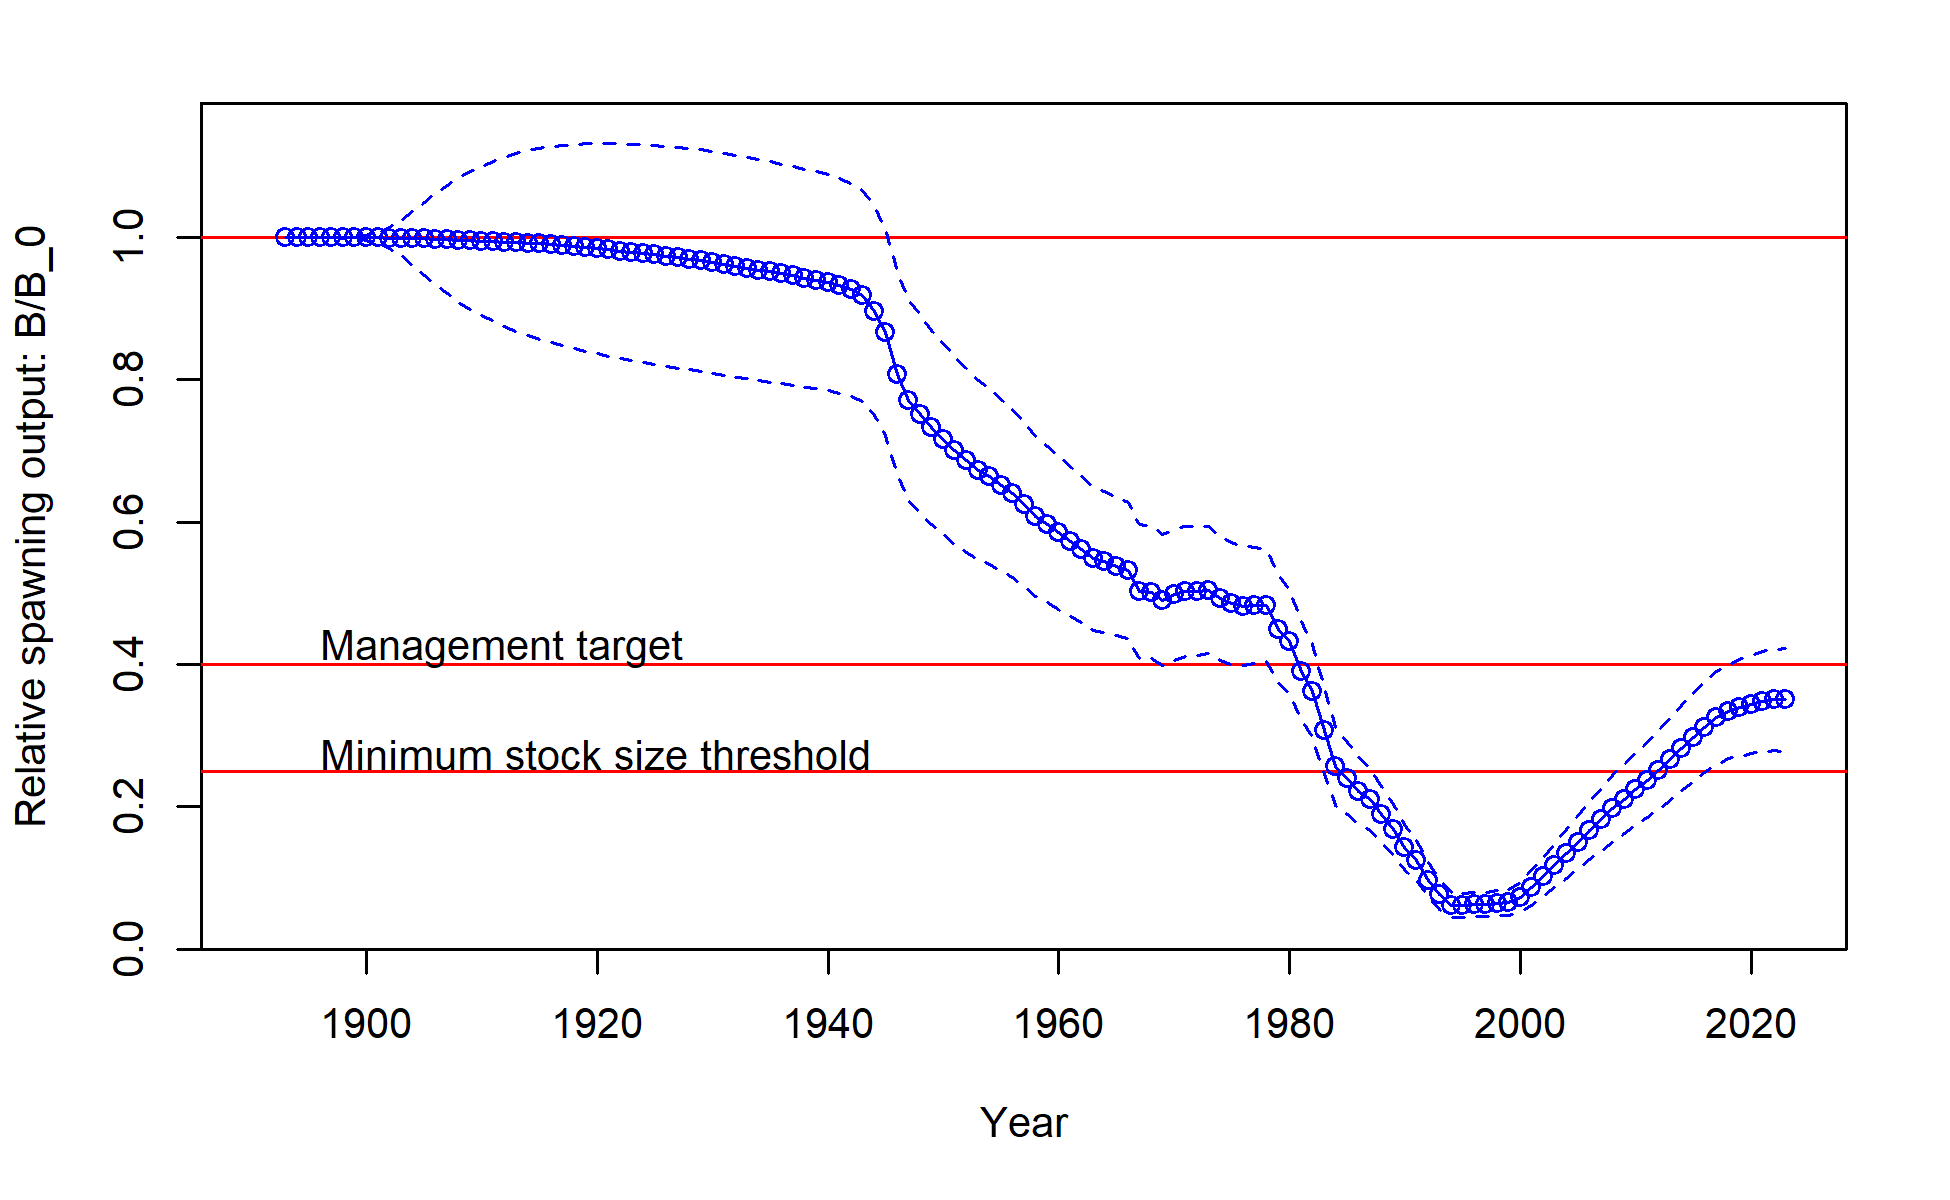 Relative spawning output: B/B_0
1.0
0.8
0.6
0.4
0.2
0.0
Management target
Minimum stock size threshold
1900 1920 1940 1960 1980 2000 2020
Year